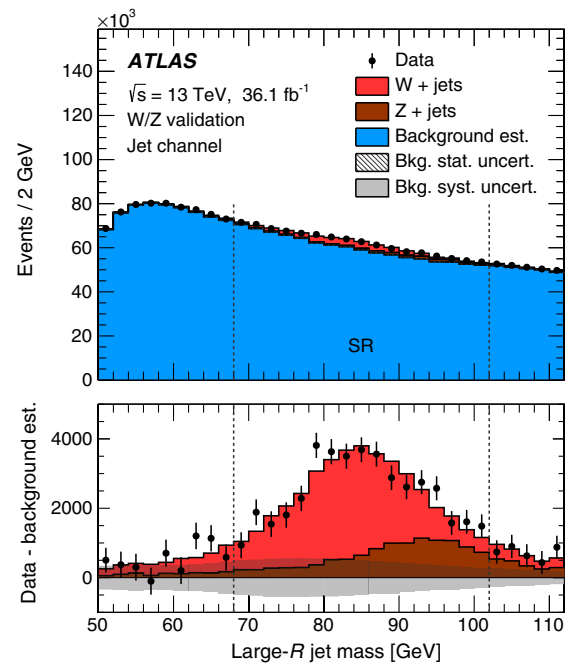 ×10³
160
140
120
100
80
60
40
20
0
Events / 2 GeV
ATLAS
√s = 13 TeV, 36.1 fb⁻¹
W/Z validation
Jet channel
Data
W + jets
Z + jets
Background est.
Bkg. stat. uncert.
Bkg. syst. uncert.
SR
4000
2000
0
Data - background est.
50 60 70 80 90 100 110
Large-R jet mass [GeV]